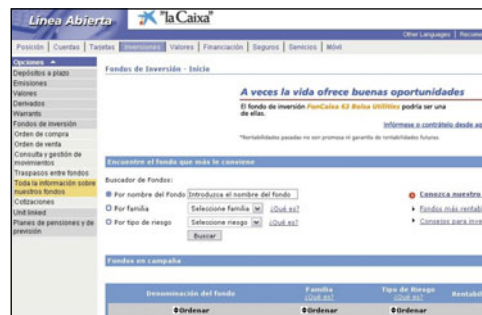 Línea Abierta
"la Caixa"
Other Languages | Recome
Posición | Cuentas | Tarjetas | Inversiones | Valores | Financiación | Seguros | Servicios | Móvil
Opciones
Depósitos a plazo
Emisiones
Valores
Derivados
Warrants
Fondos de inversión
Orden de compra
Orden de venta
Consulta y gestión de movimientos
Traspasos entre fondos
Toda la información sobre nuestros fondos
Cotizaciones
Unit linked
Planes de pensiones y de previsión
Fondos de Inversión - Inicio
A veces la vida ofrece buenas oportunidades
El fondo de inversión FonCaixa 63 Bolsa Utilities podría ser una
de ellas.
Infórmese o contrátelo desde aq
*Rentabilidades pasadas no son promesa ni garantía de rentabilidades futuras.
Encuentre el fondo que más le conviene
Buscador de Fondos:
Por nombre del Fondo Introduzca el nombre del fondo
Por familia Seleccione familia ¿Qué es?
Por tipo de riesgo Seleccione riesgo ¿Qué es?
Buscar
Conozca nuestro
Fondos más rentabl
Consejos para inve
Fondos en campaña
Denominación del fondo Familia ¿Qué es? Tipo de Riesgo ¿Qué es? Rentabili
Ordenar Ordenar Ordenar